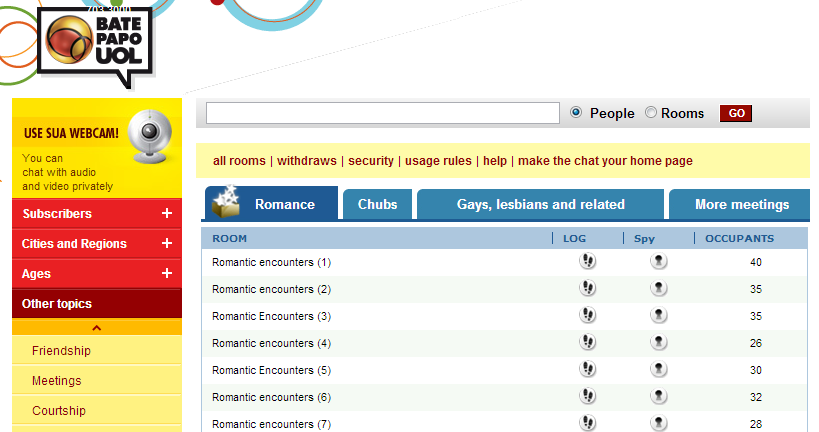 703.3000
BATE
PAPO
UOL
People
Rooms
GO
USE SUA WEBCAM!
You can
chat with audio
and video privately
all rooms | withdraws | security | usage rules | help | make the chat your home page
Romance
Chubs
Gays, lesbians and related
More meetings
Subscribers +
Cities and Regions +
Ages +
Other topics
Friendship
Meetings
Courtship
ROOM LOG Spy OCCUPANTS
Romantic encounters (1) 40
Romantic encounters (2) 35
Romantic Encounters (3) 35
Romantic encounters (4) 26
Romantic Encounters (5) 30
Romantic encounters (6) 32
Romantic encounters (7) 28